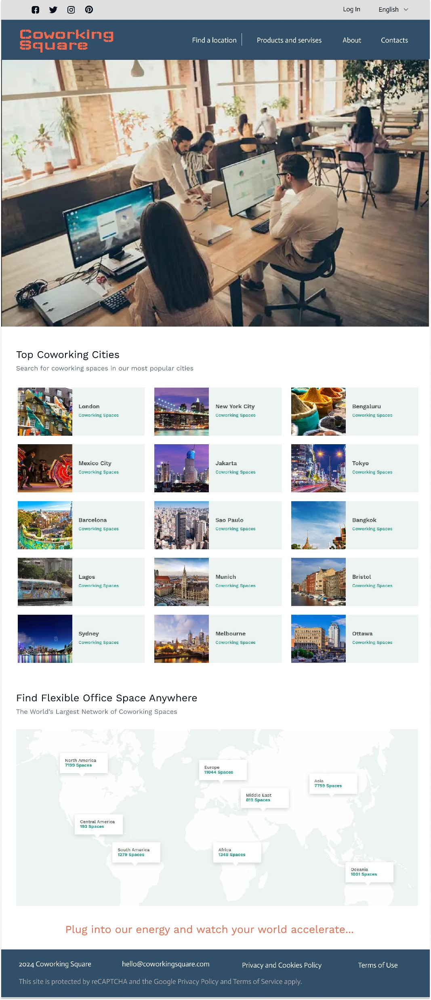 Log In
English
Coworking
Square
Find a location
Products and servises
About
Contacts
Top Coworking Cities
Search for coworking spaces in our most popular cities
London
Coworking Spaces
New York City
Coworking Spaces
Bengaluru
Coworking Spaces
Mexico City
Coworking Spaces
Jakarta
Coworking Spaces
Tokyo
Coworking Spaces
Barcelona
Coworking Spaces
Sao Paulo
Coworking Spaces
Bangkok
Coworking Spaces
Lagos
Coworking Spaces
Munich
Coworking Spaces
Bristol
Coworking Spaces
Sydney
Coworking Spaces
Melbourne
Coworking Spaces
Ottawa
Coworking Spaces
Find Flexible Office Space Anywhere
The World's Largest Network of Coworking Spaces
North America
7199 Spaces
Europe
11044 Spaces
Asia
7759 Spaces
Middle East
819 Spaces
Central America
193 Spaces
South America
1279 Spaces
Africa
1348 Spaces
Oceania
1001 Spaces
Plug into our energy and watch your world accelerate...
2024 Coworking Square
hello@coworkingsquare.com
Privacy and Cookies Policy
Terms of Use
This site is protected by reCAPTCHA and the Google Privacy Policy and Terms of Service apply.